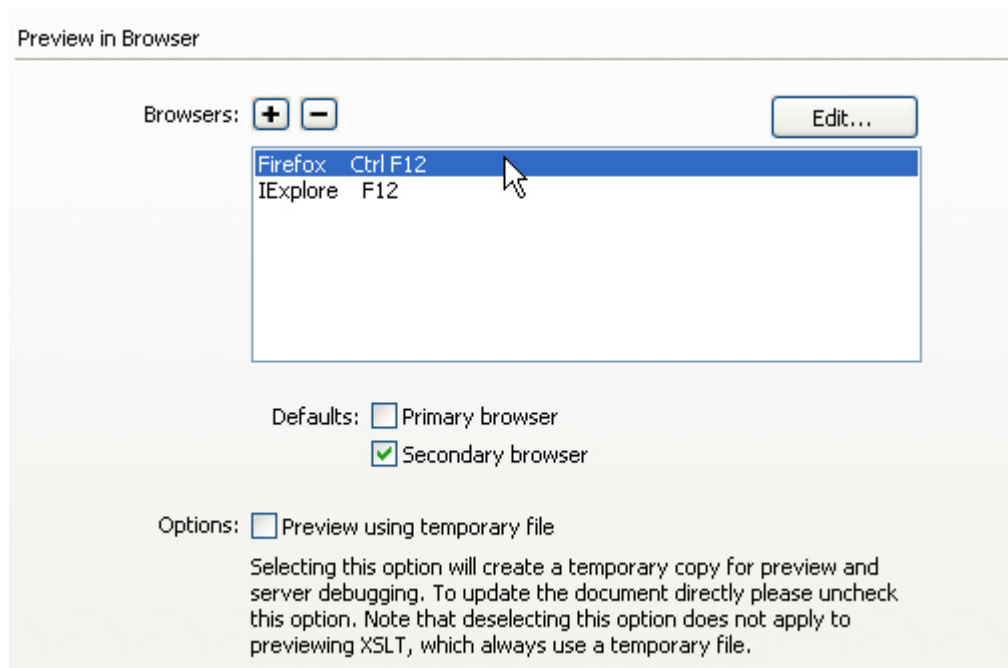 Preview in Browser
Browsers: + − Edit...
Firefox Ctrl F12
IExplore F12
Defaults: Primary browser
Secondary browser
Options: Preview using temporary file
Selecting this option will create a temporary copy for preview and
server debugging. To update the document directly please uncheck
this option. Note that deselecting this option does not apply to
previewing XSLT, which always use a temporary file.